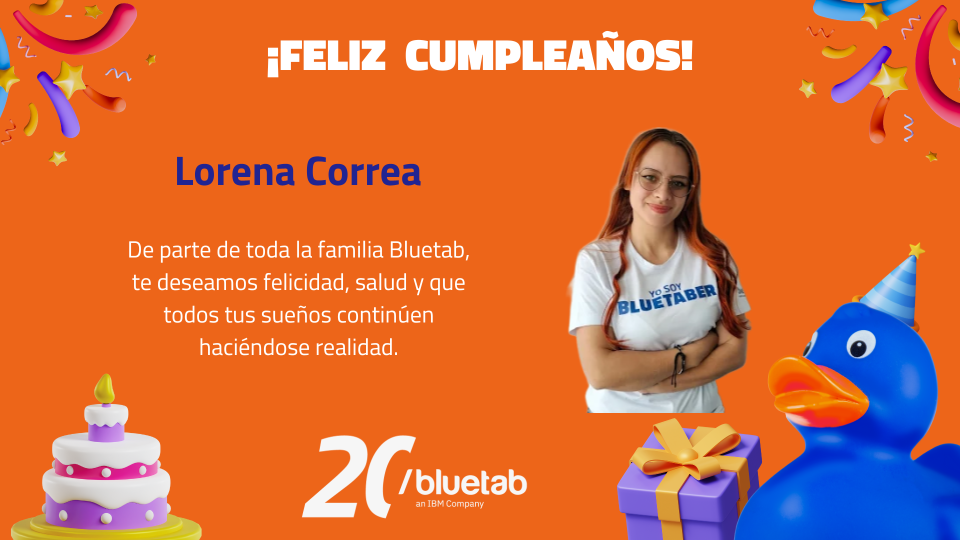 ¡FELIZ CUMPLEAÑOS!
Lorena Correa
De parte de toda la familia Bluetab,
te deseamos felicidad, salud y que
todos tus sueños continúen
haciéndose realidad.
YO SOY
BLUETABER
20/bluetab
an IBM Company